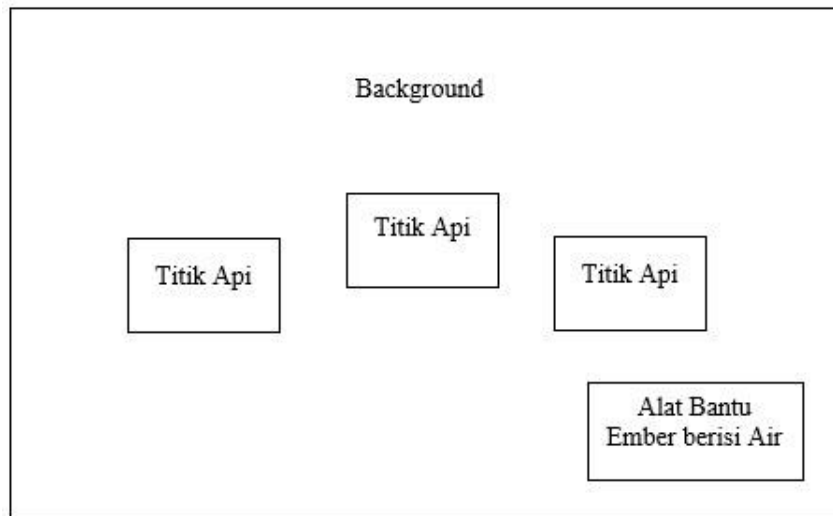 Background
Titik Api
Titik Api
Titik Api
Alat Bantu
Ember berisi Air